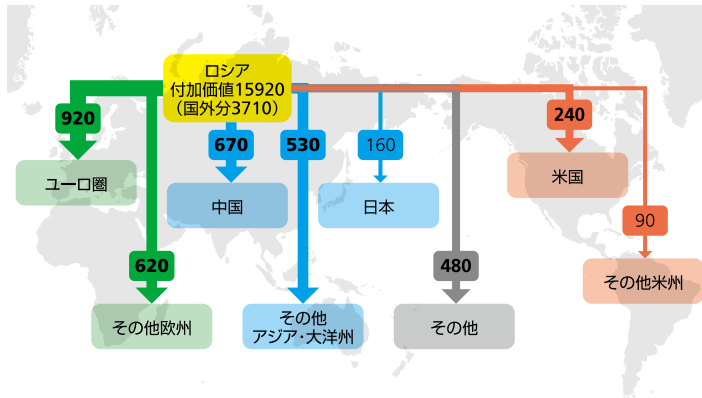 ロシア
付加価値15920
（国外分3710）
920
670
530
160
240
ユーロ圏
中国
日本
米国
90
620
480
その他米州
その他欧州
その他
アジア・大洋州
その他